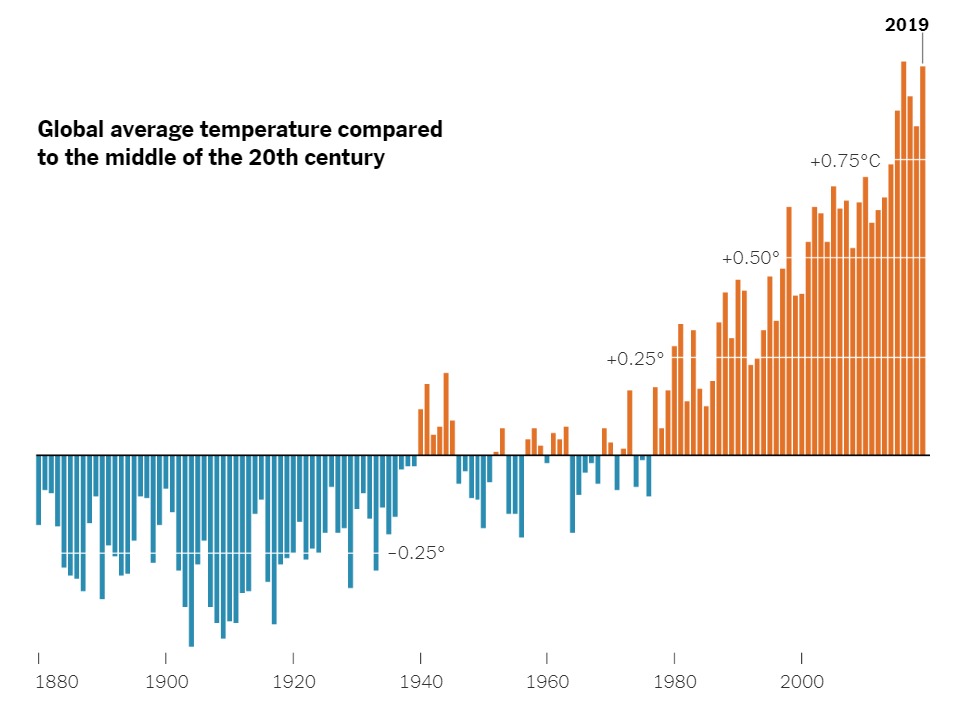 2019
Global average temperature compared
to the middle of the 20th century
+0.75°C
+0.50°
+0.25°
−0.25°
1880 1900 1920 1940 1960 1980 2000